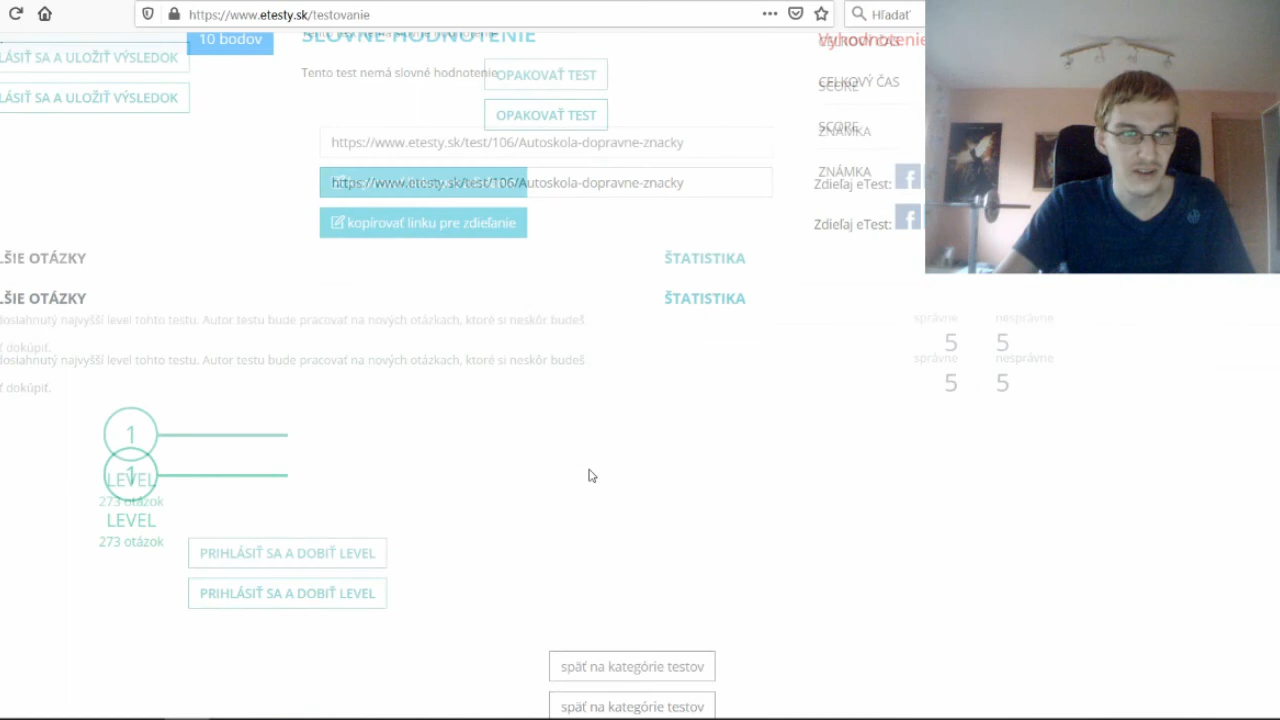 https://www.etesty.sk/testovanie
Hľadať
10 bodov
SLOVNÉ HODNOTENIE
LÁSIŤ SA A ULOŽIŤ VÝSLEDOK
Tento test nemá slovné hodnotenie
OPAKOVAŤ TEST
CELKOVÝ ČAS
SCORE
LÁSIŤ SA A ULOŽIŤ VÝSLEDOK
OPAKOVAŤ TEST
SCORE
ZNÁMKA
https://www.etesty.sk/test/106/Autoskola-dopravne-znacky
ZNÁMKA
https://www.etesty.sk/test/106/Autoskola-dopravne-znacky
Zdieľaj eTest:
kopírovať linku pre zdieľanie
Zdieľaj eTest:
LŠIE OTÁZKY
ŠTATISTIKA
LŠIE OTÁZKY
ŠTATISTIKA
dosiahnutý najvyšší level tohto testu. Autor testu bude pracovať na nových otázkach, ktoré si neskôr budeš
správne
nesprávne
ť dokúpiť.
5
5
dosiahnutý najvyšší level tohto testu. Autor testu bude pracovať na nových otázkach, ktoré si neskôr budeš
správne
nesprávne
ť dokúpiť.
5
5
1
1
LEVEL
273 otázok
LEVEL
273 otázok
PRIHLÁSIŤ SA A DOBIŤ LEVEL
PRIHLÁSIŤ SA A DOBIŤ LEVEL
späť na kategórie testov
späť na kategórie testov